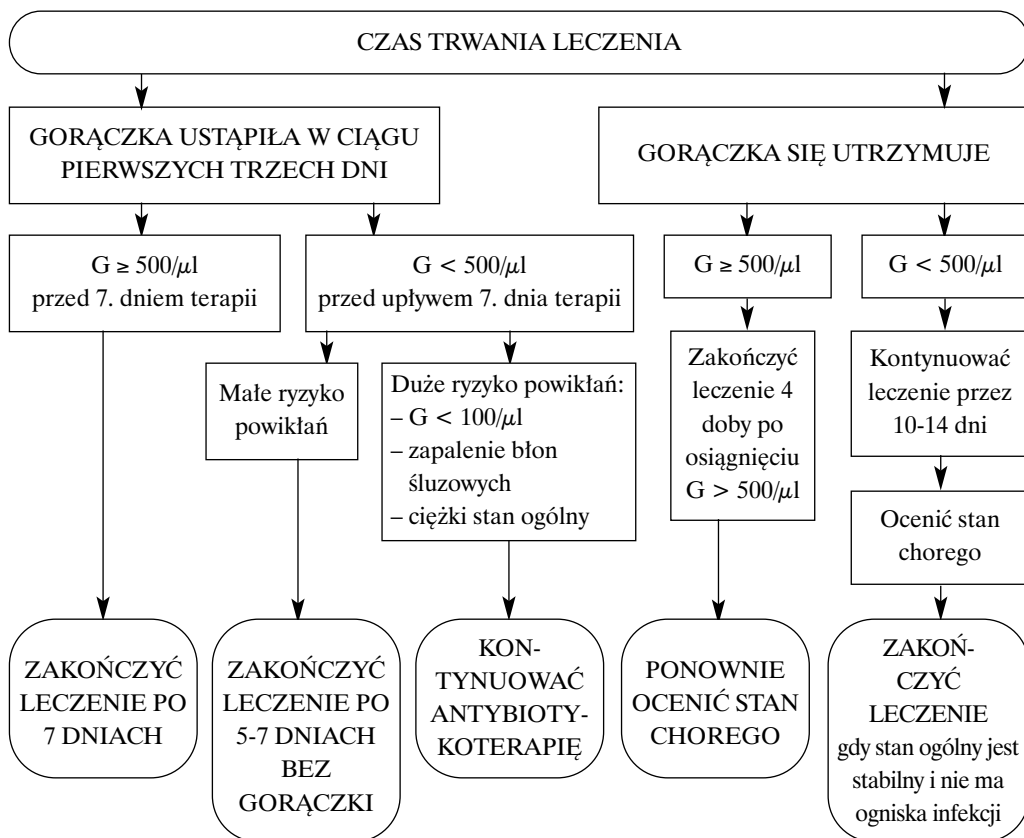 CZAS TRWANIA LECZENIA
GORĄCZKA USTĄPIŁA W CIĄGU
PIERWSZYCH TRZECH DNI
GORĄCZKA SIĘ UTRZYMUJE
G ≥ 500/μl
przed 7. dniem terapii
G < 500/μl
przed upływem 7. dnia terapii
G ≥ 500/μl
G < 500/μl
Małe ryzyko
powikłań
Duże ryzyko powikłań:
– G < 100/μl
– zapalenie błon
śluzowych
– ciężki stan ogólny
Zakończyć
leczenie 4
doby po
osiągnięciu
G > 500/μl
Kontynuować
leczenie przez
10-14 dni
Ocenić stan
chorego
ZAKOŃCZYĆ
LECZENIE PO
7 DNIACH
ZAKOŃCZYĆ
LECZENIE PO
5-7 DNIACH
BEZ
GORĄCZKI
KON-
TYNUOWAĆ
ANTYBIOTY-
KOTERAPIĘ
PONOWNIE
OCENIĆ STAN
CHOREGO
ZAKOŃ-
CZYĆ
LECZENIE
gdy stan ogólny jest
stabilny i nie ma
ogniska infekcji